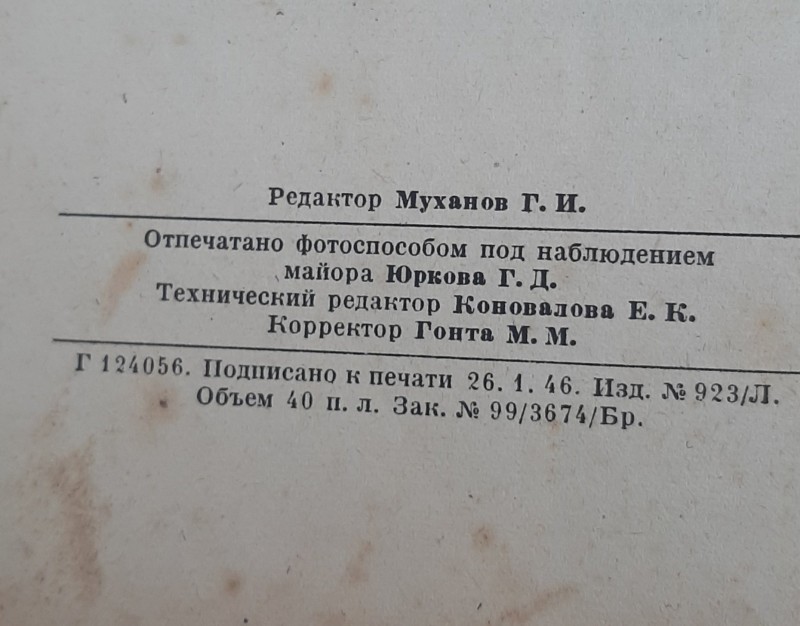 Редактор Муханов Г. И.
Отпечатано фотоспособом под наблюдением
майора Юркова Г. Д.
Технический редактор Коновалова Е. К.
Корректор Гонта М. М.
Г 124056. Подписано к печати 26. 1. 46. Изд. № 923/Л.
Объем 40 п. л. Зак. № 99/3674/Бр.